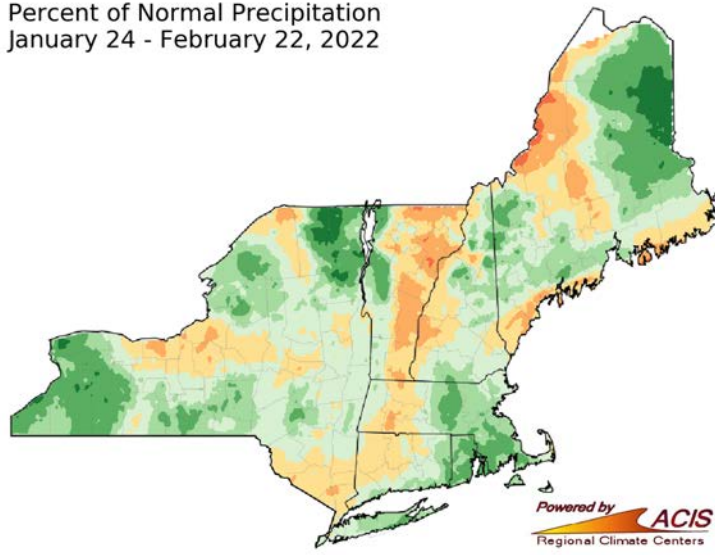 Percent of Normal Precipitation
January 24 - February 22, 2022
Powered by
ACIS
Regional Climate Centers